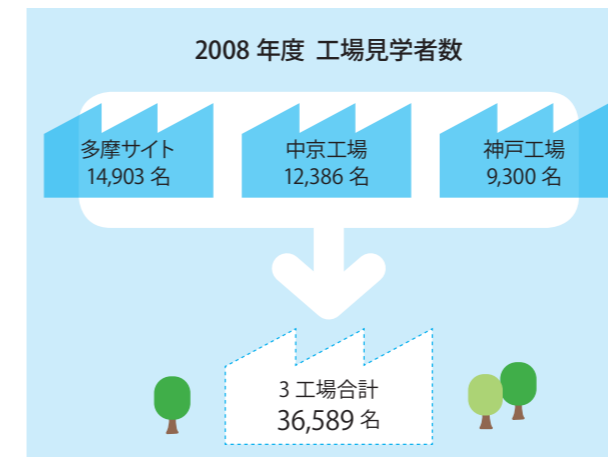 2008 年度 工場見学者数
多摩サイト
14,903 名
中京工場
12,386 名
神戸工場
9,300 名
3 工場合計
36,589 名